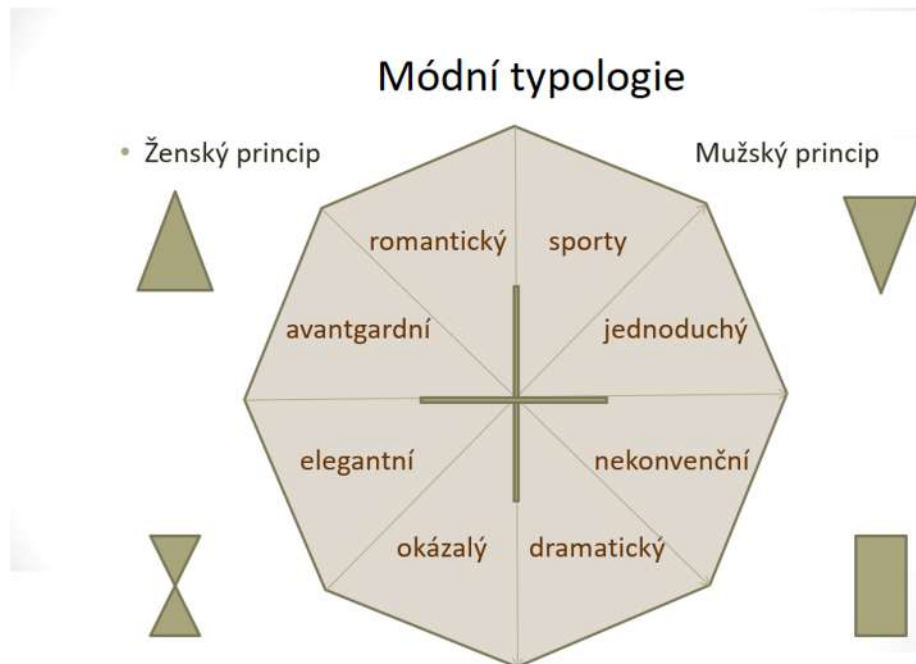 Módní typologie
• Ženský princip
Mužský princip
romantický
sporty
avantgardní
jednoduchý
elegantní
nekonvenční
okázalý
dramatický